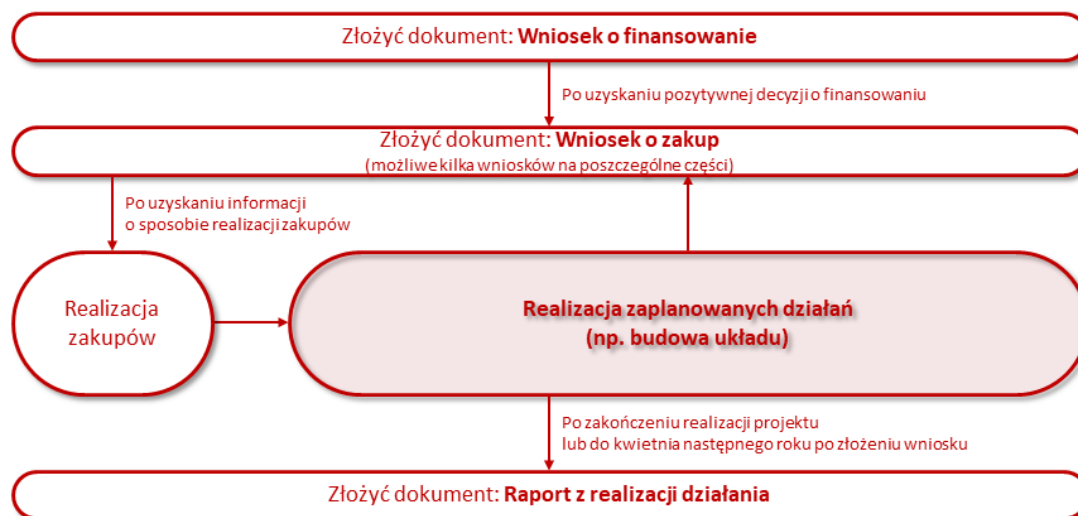 Złożyć dokument: Wniosek o finansowanie
Po uzyskaniu pozytywnej decyzji o finansowaniu
Złożyć dokument: Wniosek o zakup
(możliwe kilka wniosków na poszczególne części)
Po uzyskaniu informacji
o sposobie realizacji zakupów
Realizacja
zakupów
Realizacja zaplanowanych działań
(np. budowa układu)
Po zakończeniu realizacji projektu
lub do kwietnia następnego roku po złożeniu wniosku
Złożyć dokument: Raport z realizacji działania